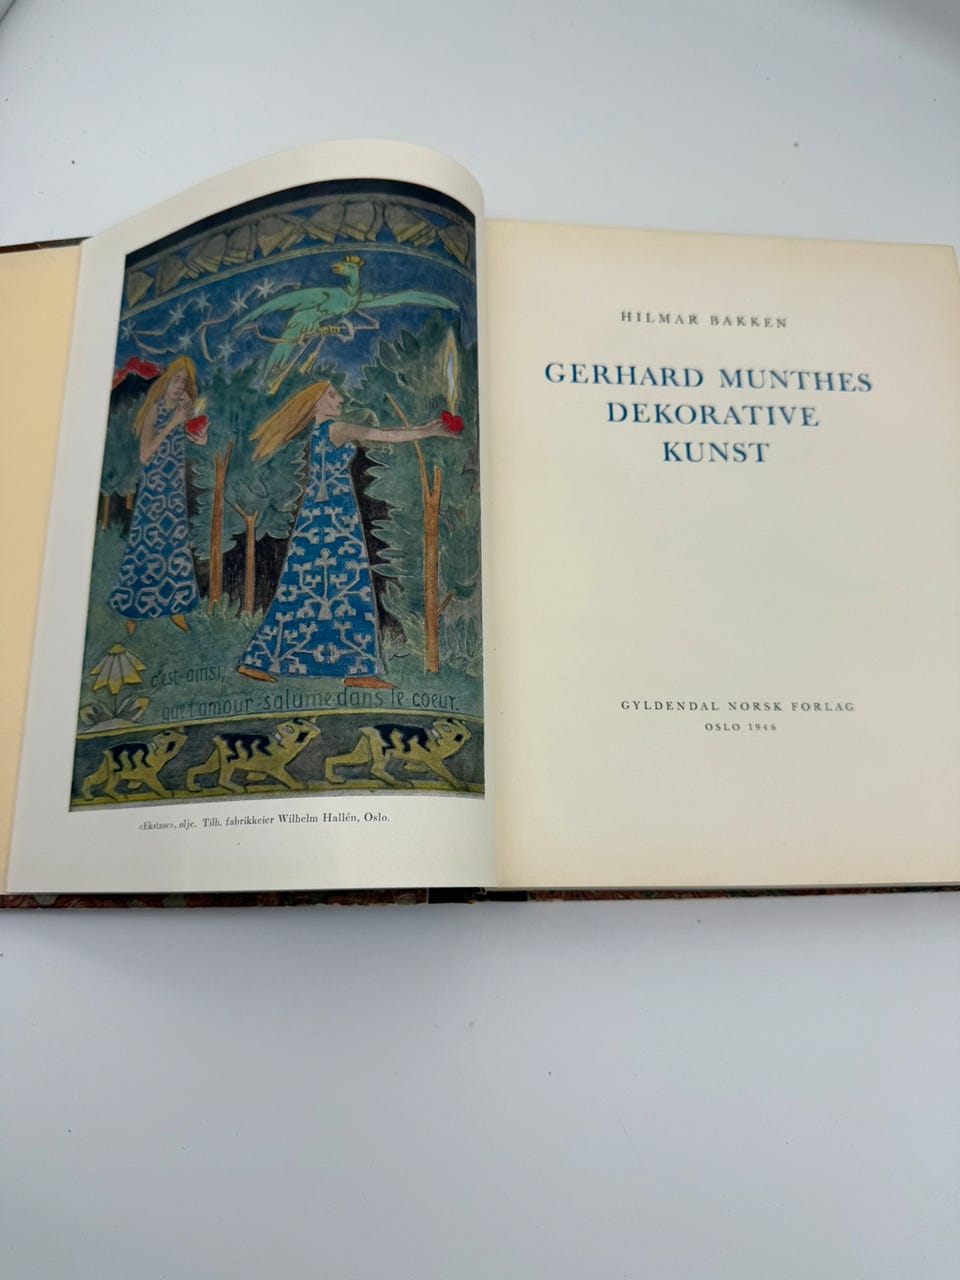 c'est-ainsi,
que l'amour·s'alume·dans·le·coeur.
«Ekstase», olje. Tilh. fabrikkeier Wilhelm Hallén, Oslo.
HILMAR BAKKEN
GERHARD MUNTHES
DEKORATIVE
KUNST
GYLDENDAL NORSK FORLAG
OSLO 1946